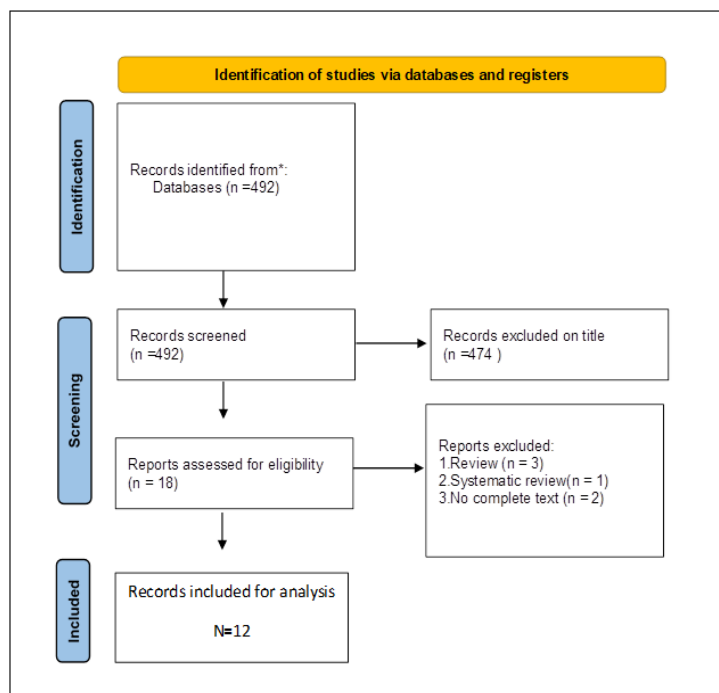 Identification of studies via databases and registers
Identification
Records identified from*:
Databases (n =492)
Screening
Records screened
(n =492)
Records excluded on title
(n =474 )
Reports assessed for eligibility
(n = 18)
Reports excluded:
1.Review (n = 3)
2.Systematic review(n = 1)
3.No complete text (n = 2)
Included
Records included for analysis
N=12